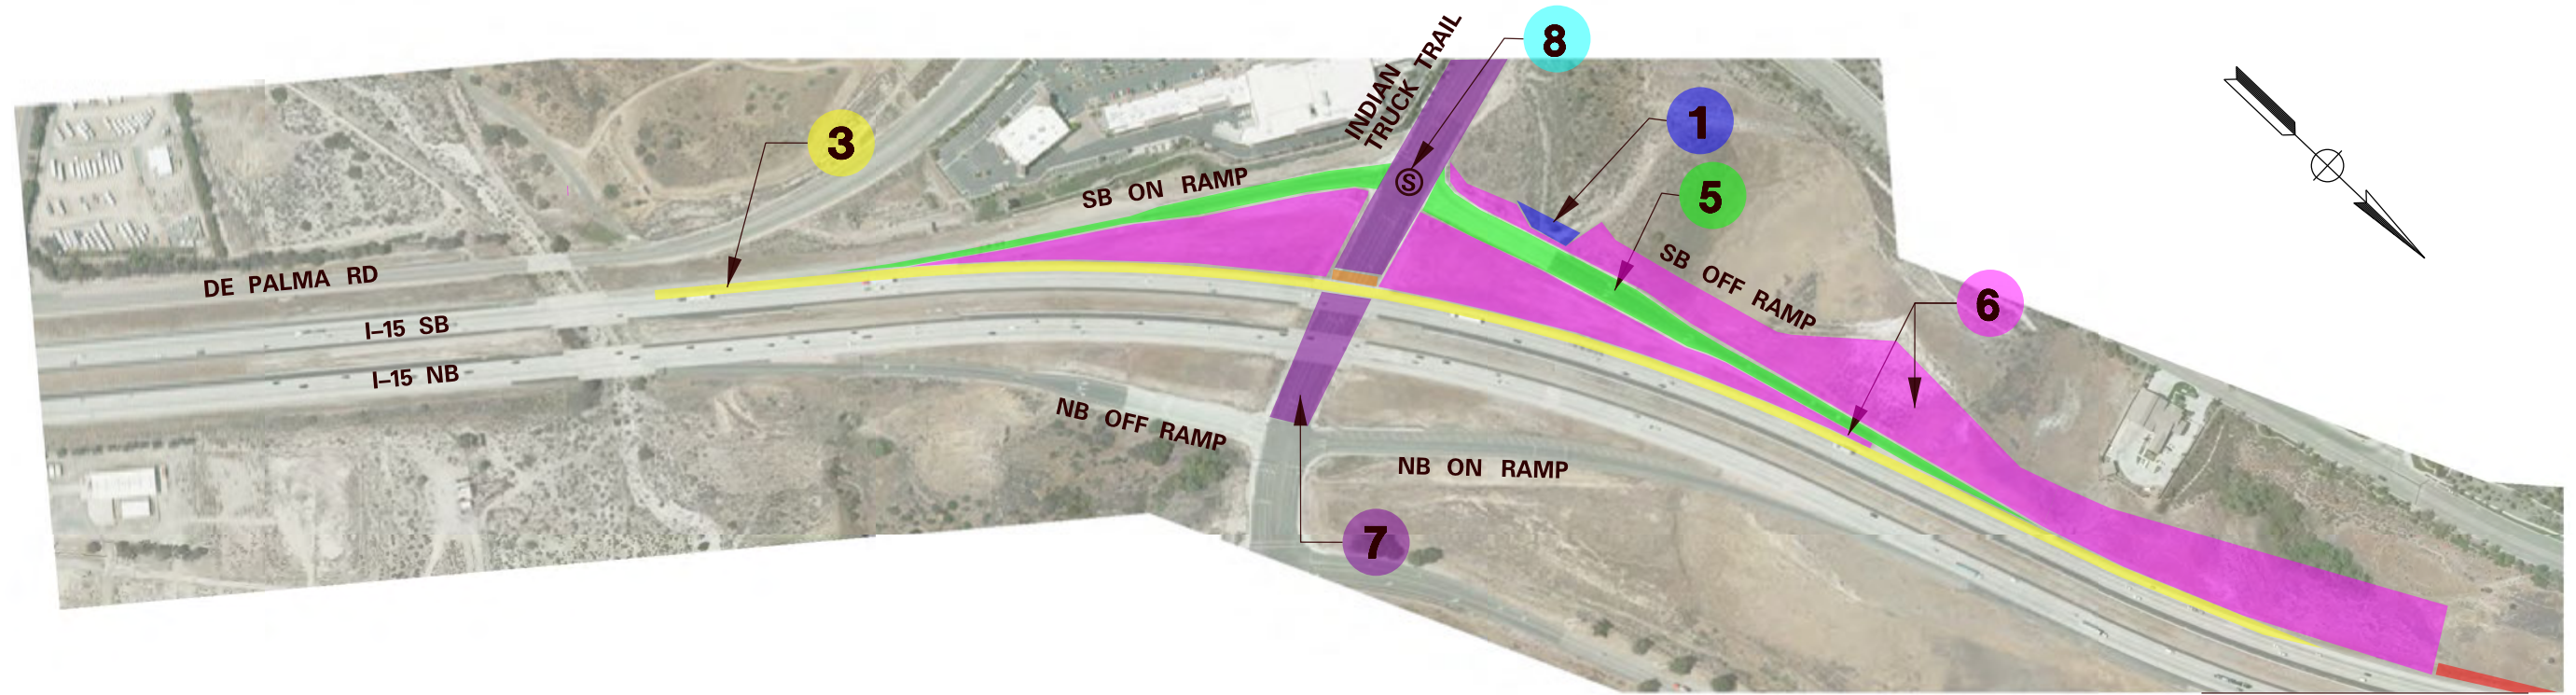 8
INDIAN
TRUCK TRAIL
1
3
5
SB ON RAMP
S
SB OFF RAMP
6
DE PALMA RD
I-15 SB
I-15 NB
NB OFF RAMP
NB ON RAMP
7